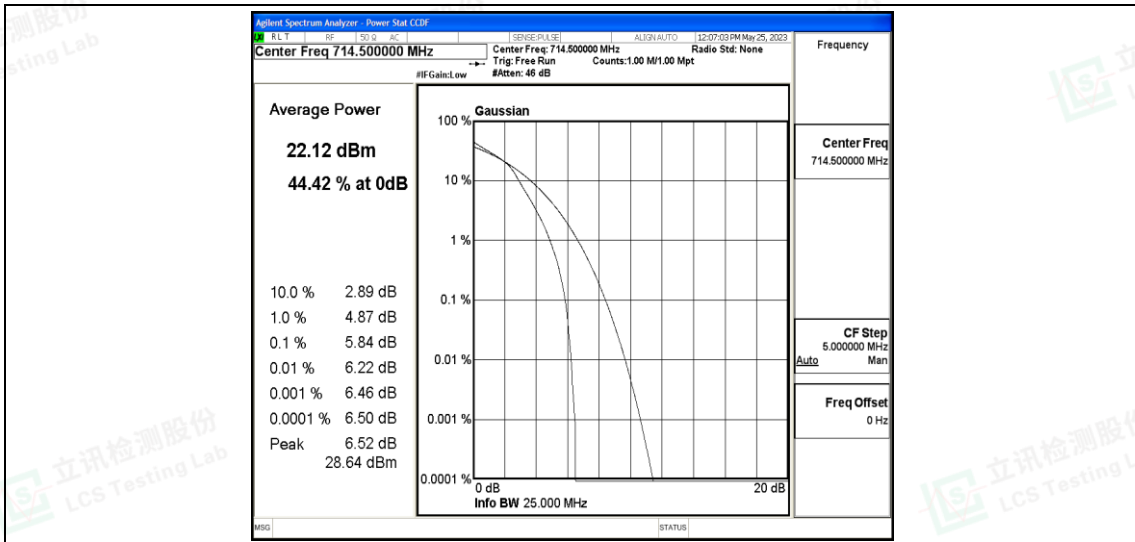 Agilent Spectrum Analyzer - Power Stat CCDF
LXI RLT RF 50 Ω AC SENSE:PULSE ALIGN AUTO 12:07:03 PM May 25, 2023
Center Freq 714.500000 MHz
Center Freq: 714.500000 MHz Radio Std: None
Trig: Free Run Counts:1.00 M/1.00 Mpt
#IFGain:Low #Atten: 46 dB
Frequency
Average Power
22.12 dBm
44.42 % at 0dB
10.0 % 2.89 dB
1.0 % 4.87 dB
0.1 % 5.84 dB
0.01 % 6.22 dB
0.001 % 6.46 dB
0.0001 % 6.50 dB
Peak 6.52 dB
28.64 dBm
Gaussian
100 %
10 %
1 %
0.1 %
0.01 %
0.001 %
0.0001 %
0 dB 20 dB
Info BW 25.000 MHz
Center Freq
714.500000 MHz
CF Step
5.000000 MHz
Auto Man
Freq Offset
0 Hz
MSG STATUS
立讯检测股份
LCS Testing Lab
立讯检测股份
LCS Testing L